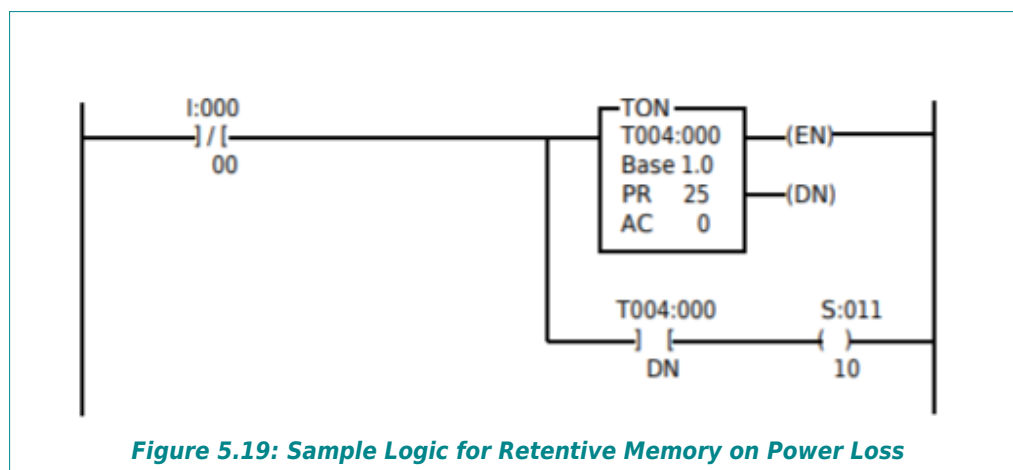 I:000
] / [
00
TON
T004:000
Base 1.0
PR 25
AC 0
(EN)
(DN)
T004:000
] [
DN
S:011
( )
10
Figure 5.19: Sample Logic for Retentive Memory on Power Loss